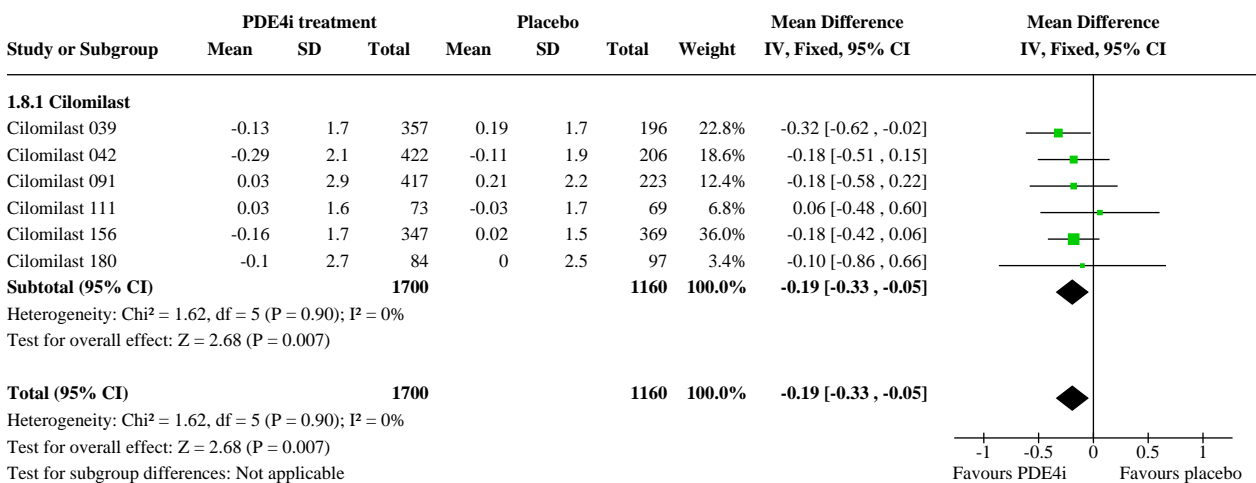 PDE4i treatment Placebo Mean Difference Mean Difference
Study or Subgroup Mean SD Total Mean SD Total Weight IV, Fixed, 95% CI IV, Fixed, 95% CI
1.8.1 Cilomilast
Cilomilast 039 -0.13 1.7 357 0.19 1.7 196 22.8% -0.32 [-0.62 , -0.02]
Cilomilast 042 -0.29 2.1 422 -0.11 1.9 206 18.6% -0.18 [-0.51 , 0.15]
Cilomilast 091 0.03 2.9 417 0.21 2.2 223 12.4% -0.18 [-0.58 , 0.22]
Cilomilast 111 0.03 1.6 73 -0.03 1.7 69 6.8% 0.06 [-0.48 , 0.60]
Cilomilast 156 -0.16 1.7 347 0.02 1.5 369 36.0% -0.18 [-0.42 , 0.06]
Cilomilast 180 -0.1 2.7 84 0 2.5 97 3.4% -0.10 [-0.86 , 0.66]
Subtotal (95% CI) 1700 1160 100.0% -0.19 [-0.33 , -0.05]
Heterogeneity: Chi² = 1.62, df = 5 (P = 0.90); I² = 0%
Test for overall effect: Z = 2.68 (P = 0.007)
Total (95% CI) 1700 1160 100.0% -0.19 [-0.33 , -0.05]
Heterogeneity: Chi² = 1.62, df = 5 (P = 0.90); I² = 0%
Test for overall effect: Z = 2.68 (P = 0.007)
-1 -0.5 0 0.5 1
Test for subgroup differences: Not applicable Favours PDE4i Favours placebo